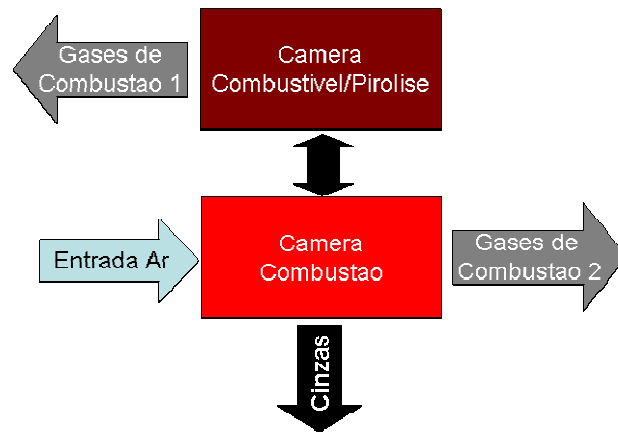 Gases de
Combustao 1
Camera
Combustivel/Pirolise
Entrada Ar
Camera
Combustao
Gases de
Combustao 2
Cinzas